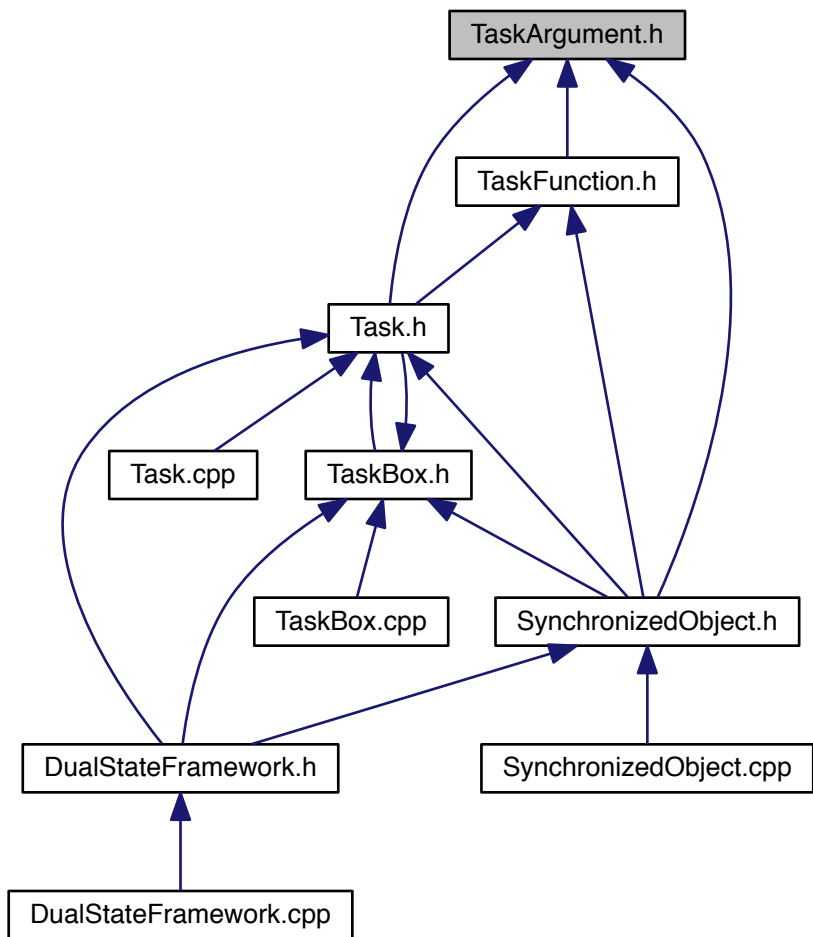 TaskArgument.h
TaskFunction.h
Task.h
Task.cpp
TaskBox.h
TaskBox.cpp
SynchronizedObject.h
DualStateFramework.h
SynchronizedObject.cpp
DualStateFramework.cpp